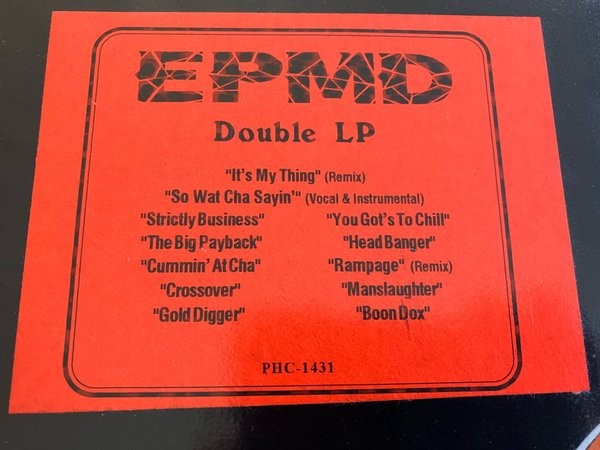 EPMD
Double LP
"It's My Thing" (Remix)
"So Wat Cha Sayin'" (Vocal & Instrumental)
"Strictly Business" "You Got's To Chill"
"The Big Payback" "Head Banger"
"Cummin' At Cha" "Rampage" (Remix)
"Crossover" "Manslaughter"
"Gold Digger" "Boon Dox"
PHC-1431